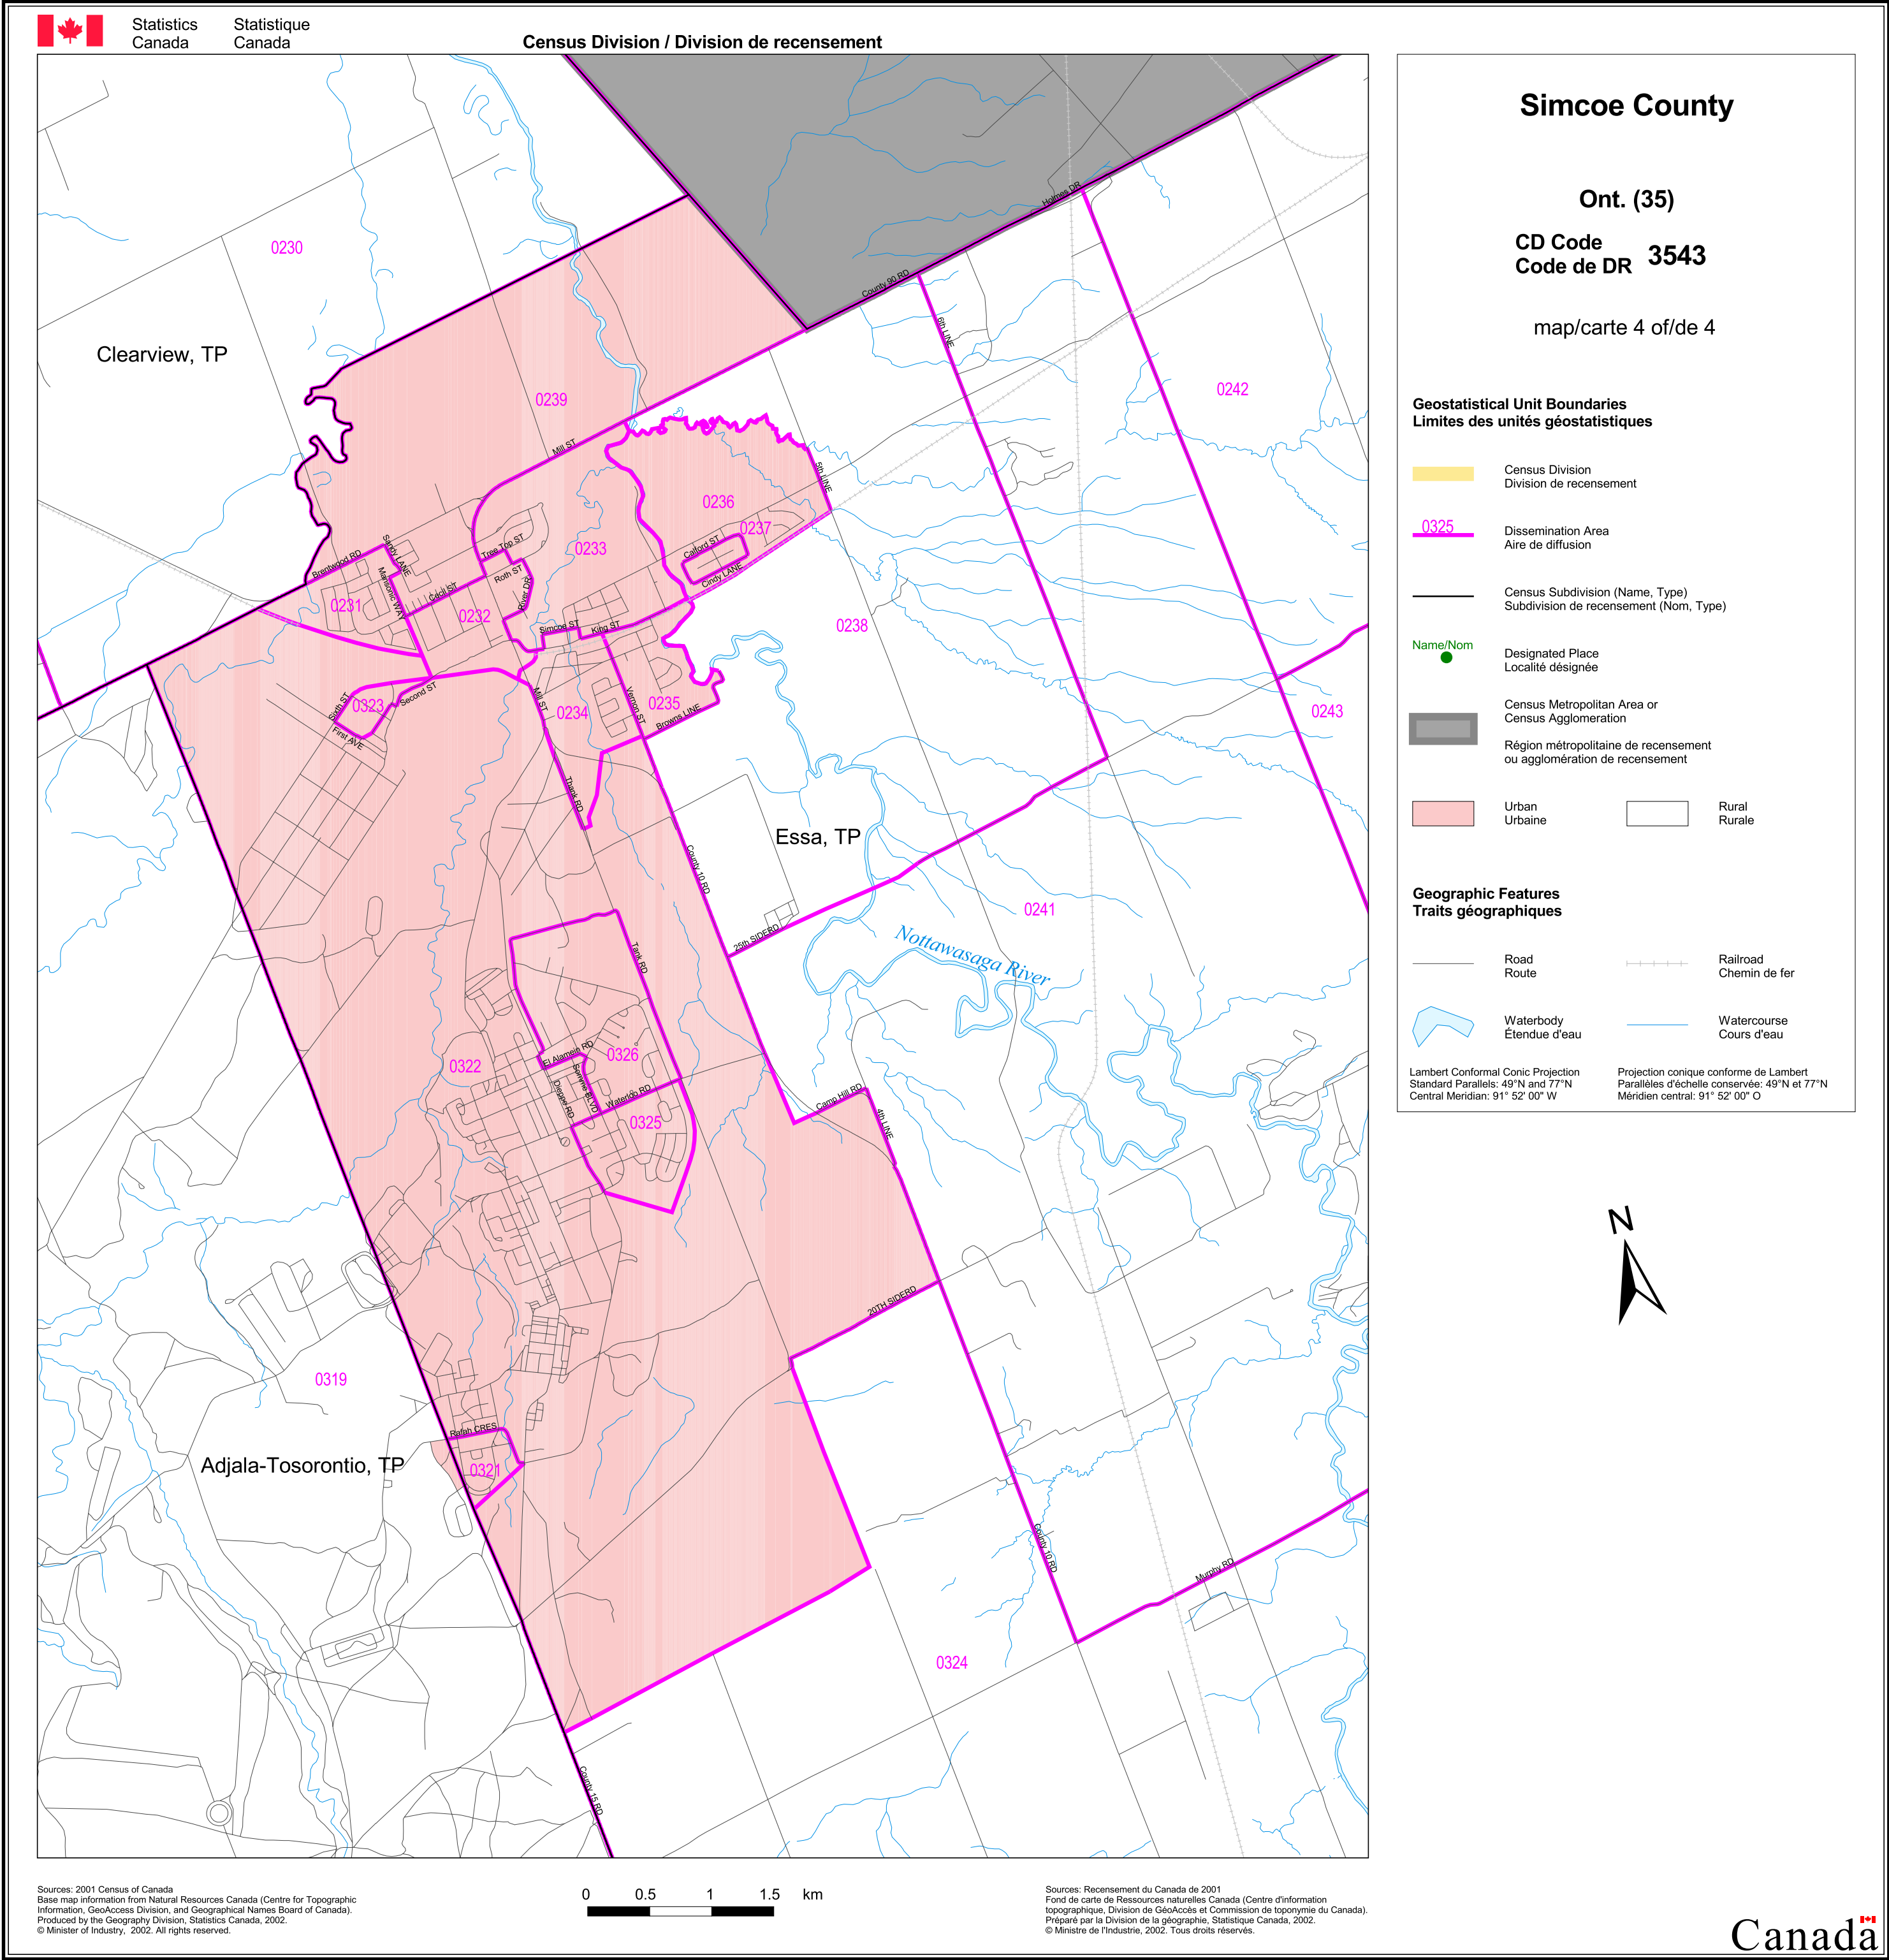 Statistics Statistique
Canada Canada
Census Division / Division de recensement
Simcoe County
Ont. (35)
CD Code
Code de DR 3543
map/carte 4 of/de 4
Geostatistical Unit Boundaries
Limites des unités géostatistiques
Census Division
Division de recensement
0325
Dissemination Area
Aire de diffusion
Census Subdivision (Name, Type)
Subdivision de recensement (Nom, Type)
Name/Nom
Designated Place
Localité désignée
Census Metropolitan Area or
Census Agglomeration
Région métropolitaine de recensement
ou agglomération de recensement
Urban
Urbaine
Rural
Rurale
Geographic Features
Traits géographiques
Road
Route
Railroad
Chemin de fer
Waterbody
Étendue d'eau
Watercourse
Cours d'eau
Lambert Conformal Conic Projection
Standard Parallels: 49°N and 77°N
Central Meridian: 91° 52' 00" W
Projection conique conforme de Lambert
Parallèles d'échelle conservée: 49°N et 77°N
Méridien central: 91° 52' 00" O
N
Holmes DR
0230
County 90 RD
6th LINE
Clearview, TP
0242
0239
Mill ST
5th LINE
0236
0237
Calford ST
Cindy LANE
0233
Tree Top ST
Sandy LANE
Brentwood RD
Mansonic WAY
Roth ST
River DR
Cecil ST
0231
0232
Simcoe ST
King ST
0238
Second ST
Sixth ST
0323
First AVE
Mill ST
0234
Vernon ST
0235
Browns LINE
0243
Thank RD
Essa, TP
County 10 RD
25th SIDERD
0241
Nottawasaga River
Tank RD
El Alamein RD
0326
0322
Dieppe RD
Somme BLVD
Waterloo RD
0325
Camp Hill RD
4th LINE
20TH SIDERD
0319
Rafah CRES
Adjala-Tosorontio, TP
0321
County 10 RD
Murphy RD
0324
County 15 RD
Sources: 2001 Census of Canada
Base map information from Natural Resources Canada (Centre for Topographic
Information, GeoAccess Division, and Geographical Names Board of Canada).
Produced by the Geography Division, Statistics Canada, 2002.
© Minister of Industry, 2002. All rights reserved.
0 0.5 1 1.5 km
Sources: Recensement du Canada de 2001
Fond de carte de Ressources naturelles Canada (Centre d'information
topographique, Division de GéoAccès et Commission de toponymie du Canada).
Préparé par la Division de la géographie, Statistique Canada, 2002.
© Ministre de l'Industrie, 2002. Tous droits réservés.
Canada